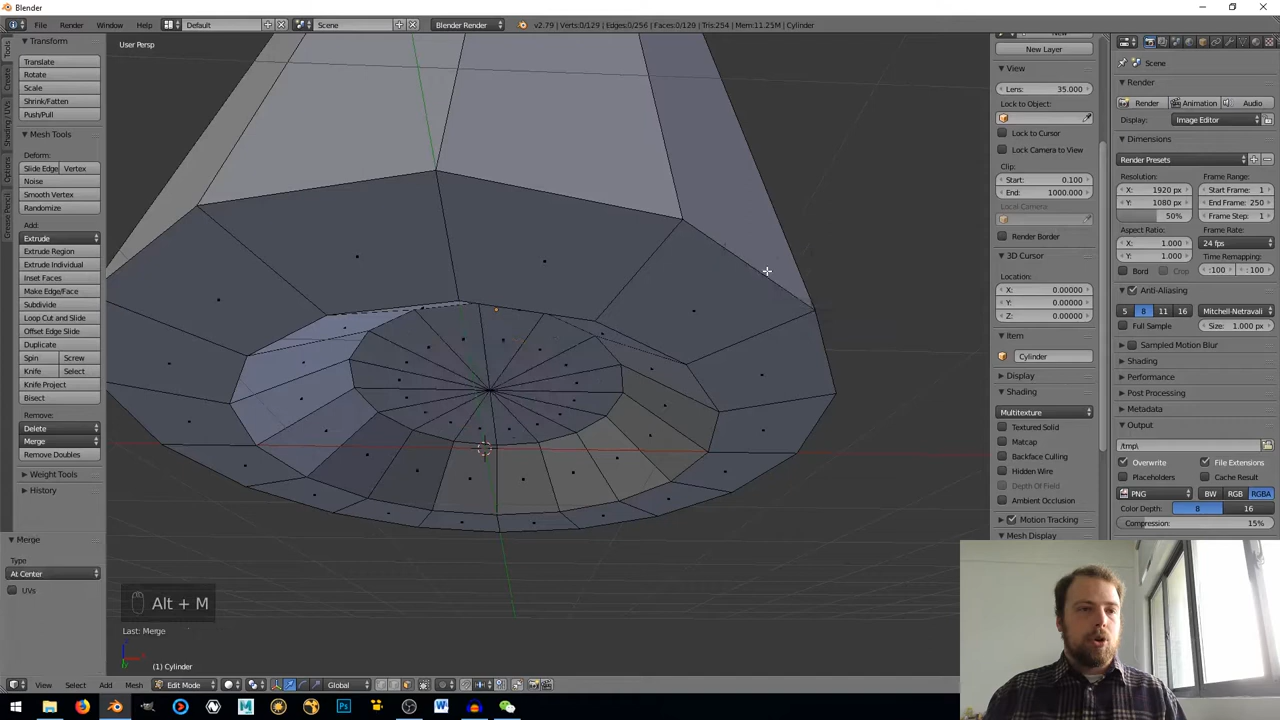 Blender
File Render Window Help Default Scene Blender Render v2.79 | Verts:0/129 | Edges:0/256 | Faces:0/129 | Tris:254 | Mem:11.25M | Cylinder
Tools
Create
Shading / UVs
Options
Grease Pencil
Transform
Translate
Rotate
Scale
Shrink/Fatten
Push/Pull
Mesh Tools
Deform:
Slide Edge Vertex
Noise
Smooth Vertex
Randomize
Add:
Extrude
Extrude Region
Extrude Individual
Inset Faces
Make Edge/Face
Subdivide
Loop Cut and Slide
Offset Edge Slide
Duplicate
Spin Screw
Knife Select
Knife Project
Bisect
Remove:
Delete
Merge
Remove Doubles
Weight Tools
History
Merge
Type
At Center
UVs
User Persp
Alt + M
Last: Merge
(1) Cylinder
New
New Layer
View
Lens: 35.000
Lock to Object:
Lock to Cursor
Lock Camera to View
Clip:
Start: 0.100
End: 1000.000
Local Camera:
Render Border
3D Cursor
Location:
X: 0.00000
Y: 0.00000
Z: 0.00000
Item
Cylinder
Display
Shading
Multitexture
Textured Solid
Matcap
Backface Culling
Hidden Wire
Depth Of Field
Ambient Occlusion
Motion Tracking
Mesh Display
Scene
Render
Render Animation Audio
Display: Image Editor
Dimensions
Render Presets
Resolution: Frame Range:
X: 1920 px Start Frame: 1
Y: 1080 px End Frame: 250
50% Frame Step: 1
Aspect Ratio: Frame Rate:
X: 1.000 24 fps
Y: 1.000 Time Remapping:
Bord Crop :100 :100
Anti-Aliasing
5 8 11 16 Mitchell-Netravali
Full Sample Size: 1.000 px
Sampled Motion Blur
Shading
Performance
Post Processing
Metadata
Output
/tmp\
Overwrite File Extensions
Placeholders Cache Result
PNG BW RGB RGBA
Color Depth: 8 16
Compression: 15%
View Select Add Mesh Edit Mode Global